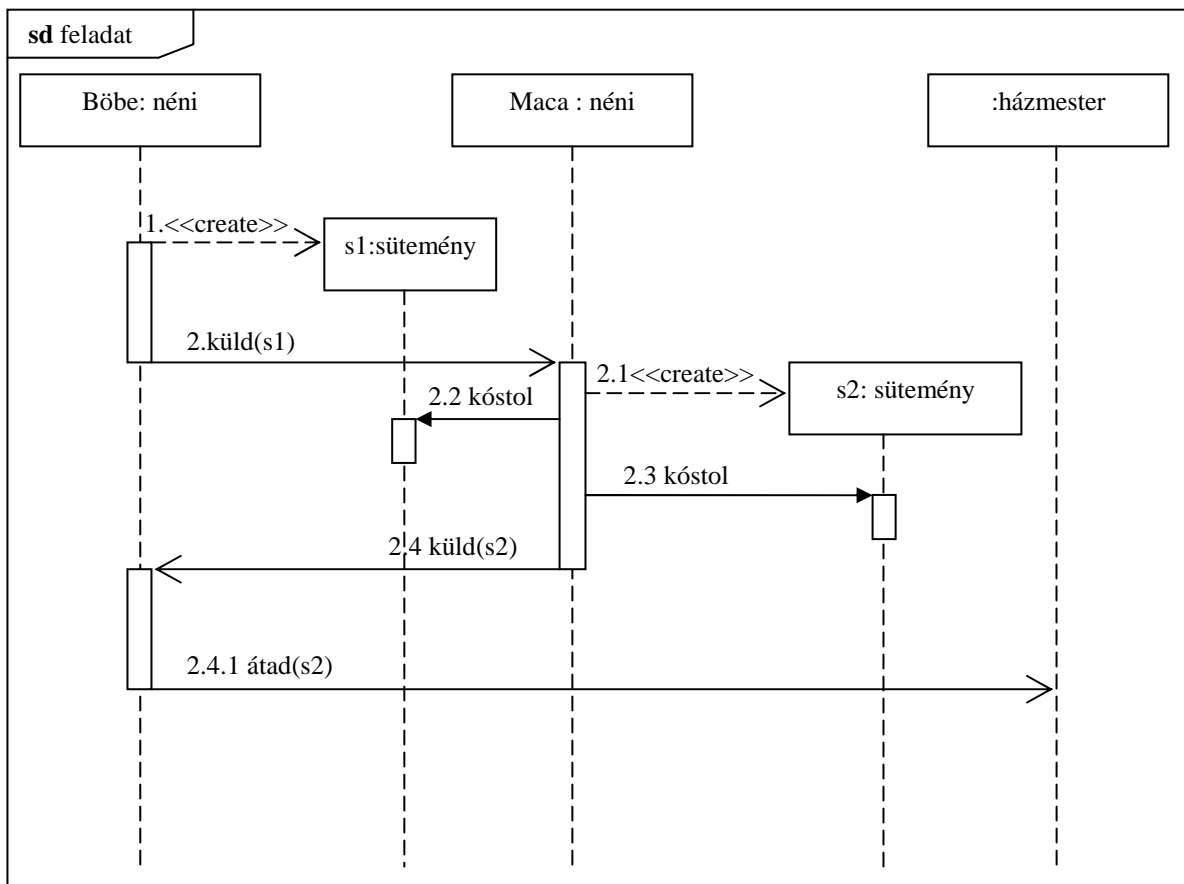 sd feladat
Böbe: néni
Maca : néni
:házmester
1.<<create>>
s1:sütemény
2.küld(s1)
2.1<<create>>
s2: sütemény
2.2 kóstol
2.3 kóstol
2.4 küld(s2)
2.4.1 átad(s2)